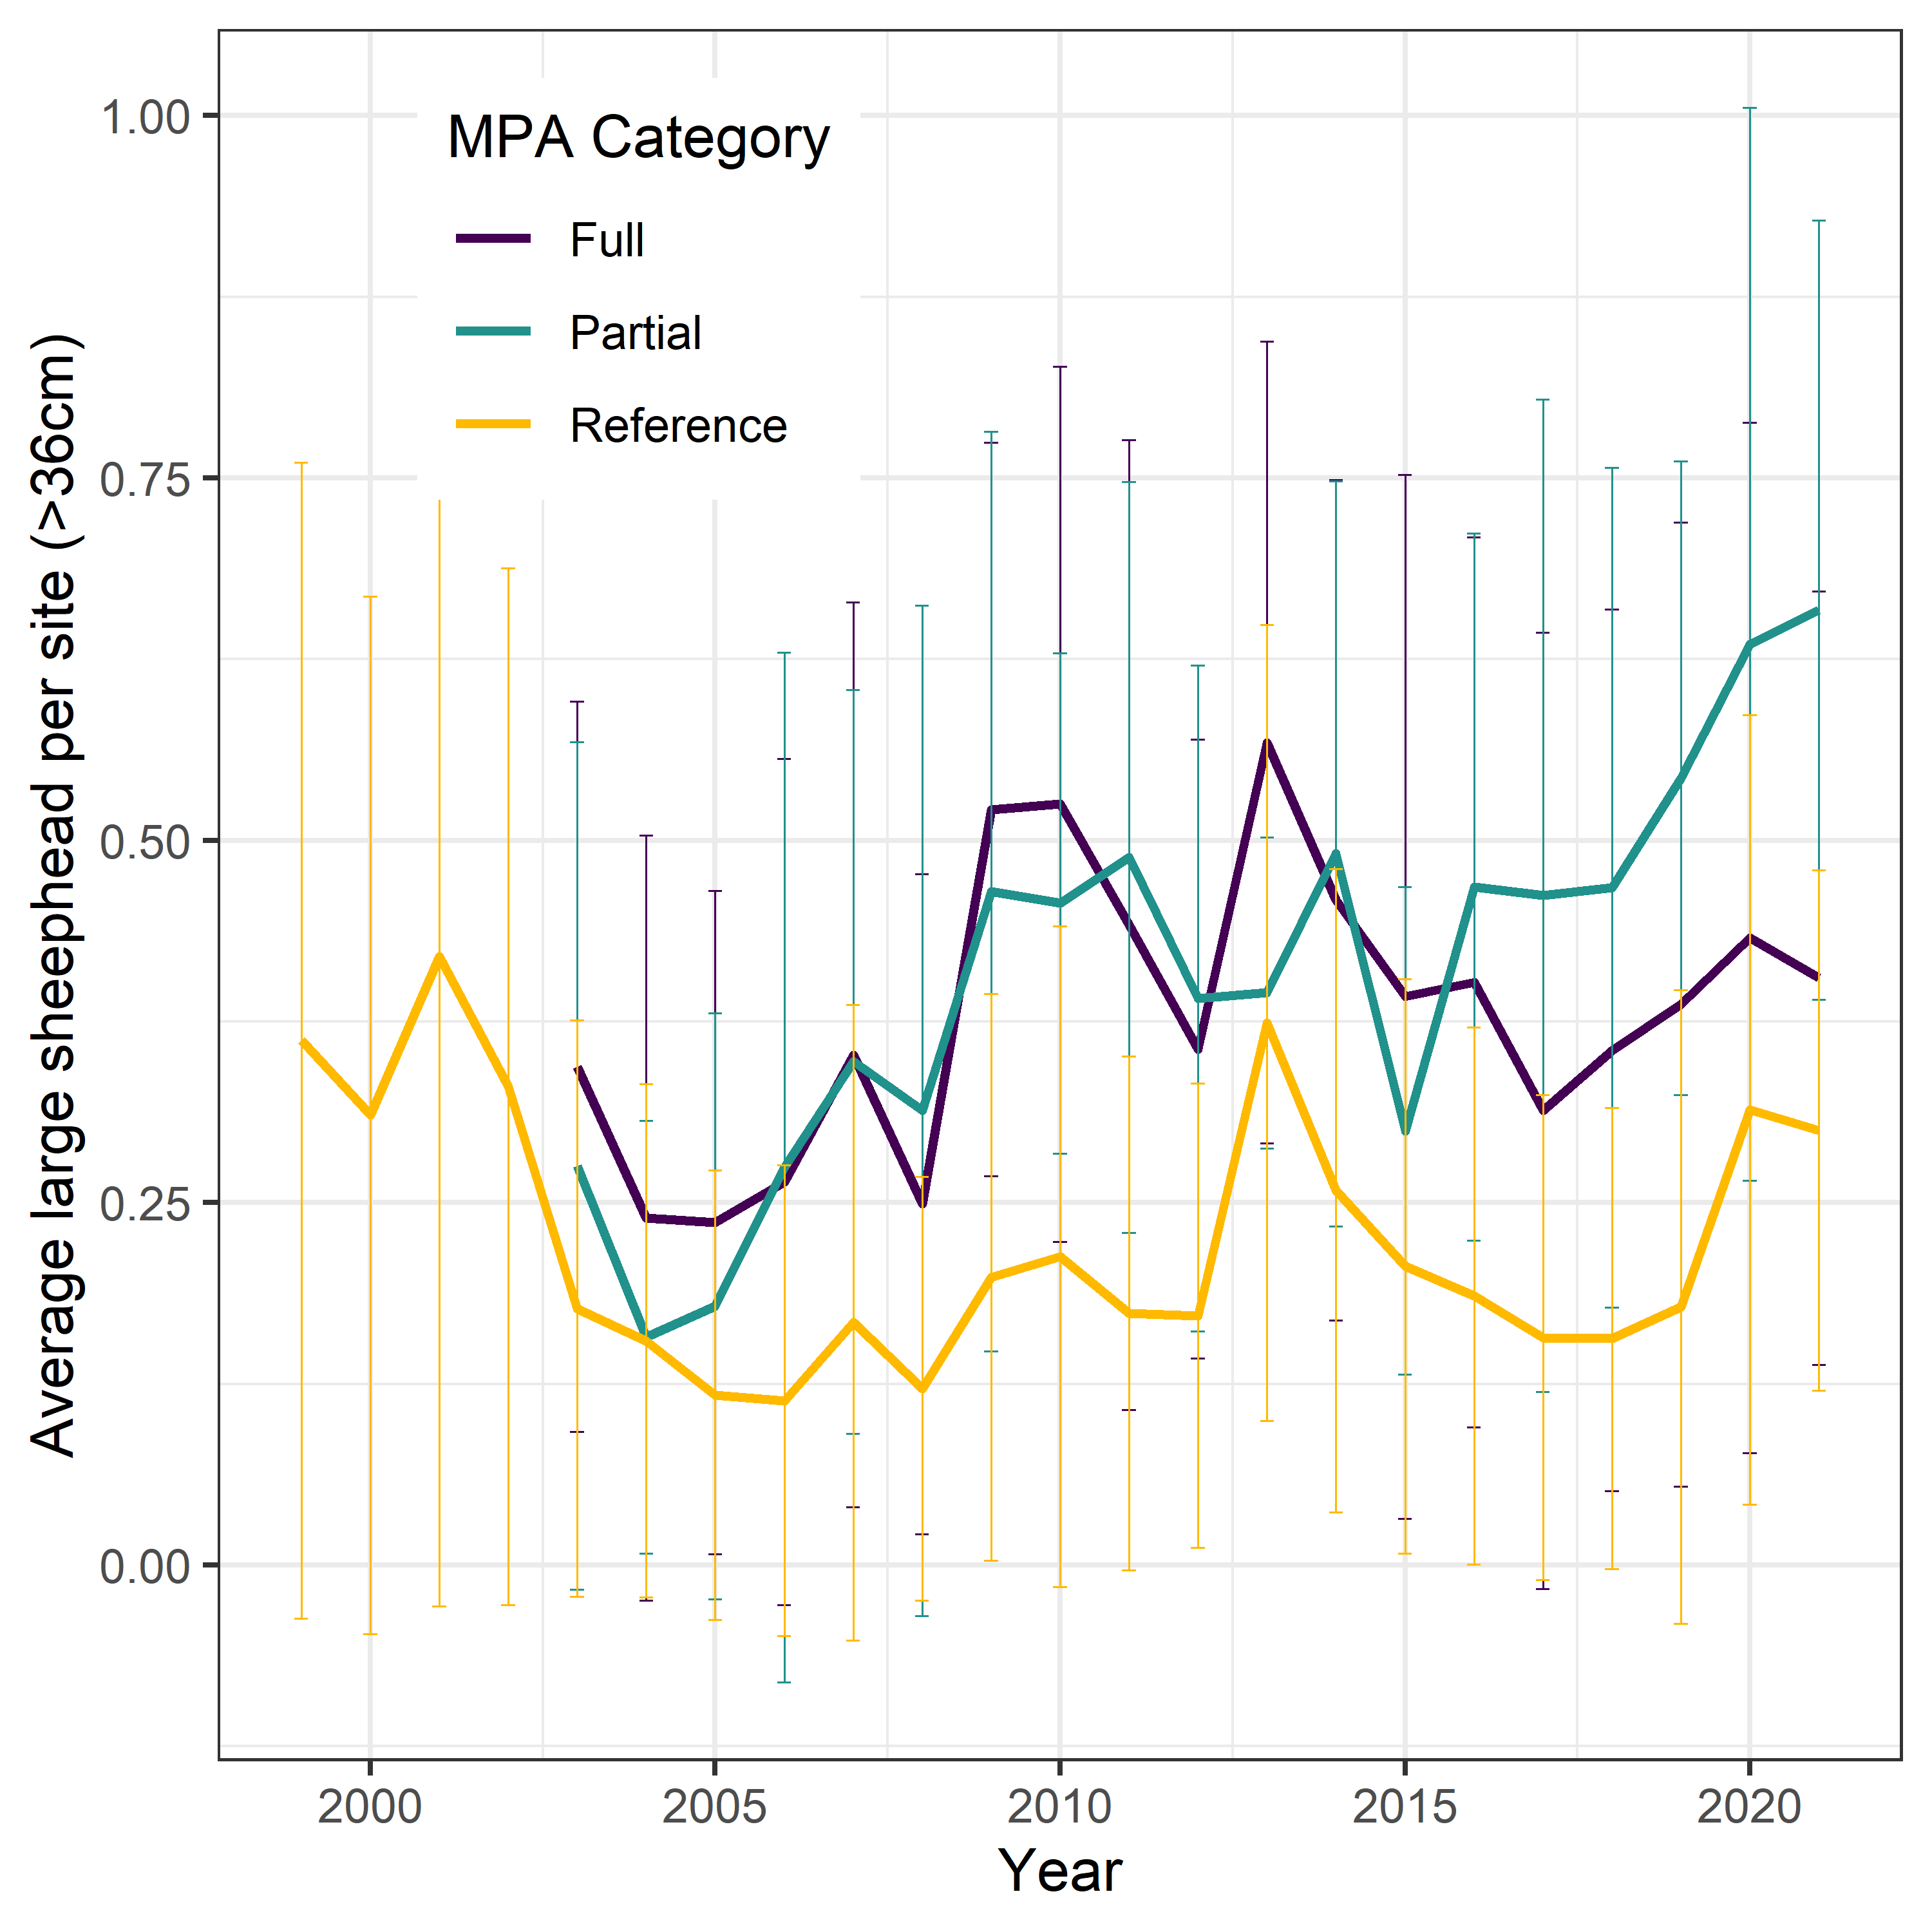 MPA Category
Full
Partial
Reference
Average large sheephead per site (>36cm)
1.00
0.75
0.50
0.25
0.00
2000 2005 2010 2015 2020
Year